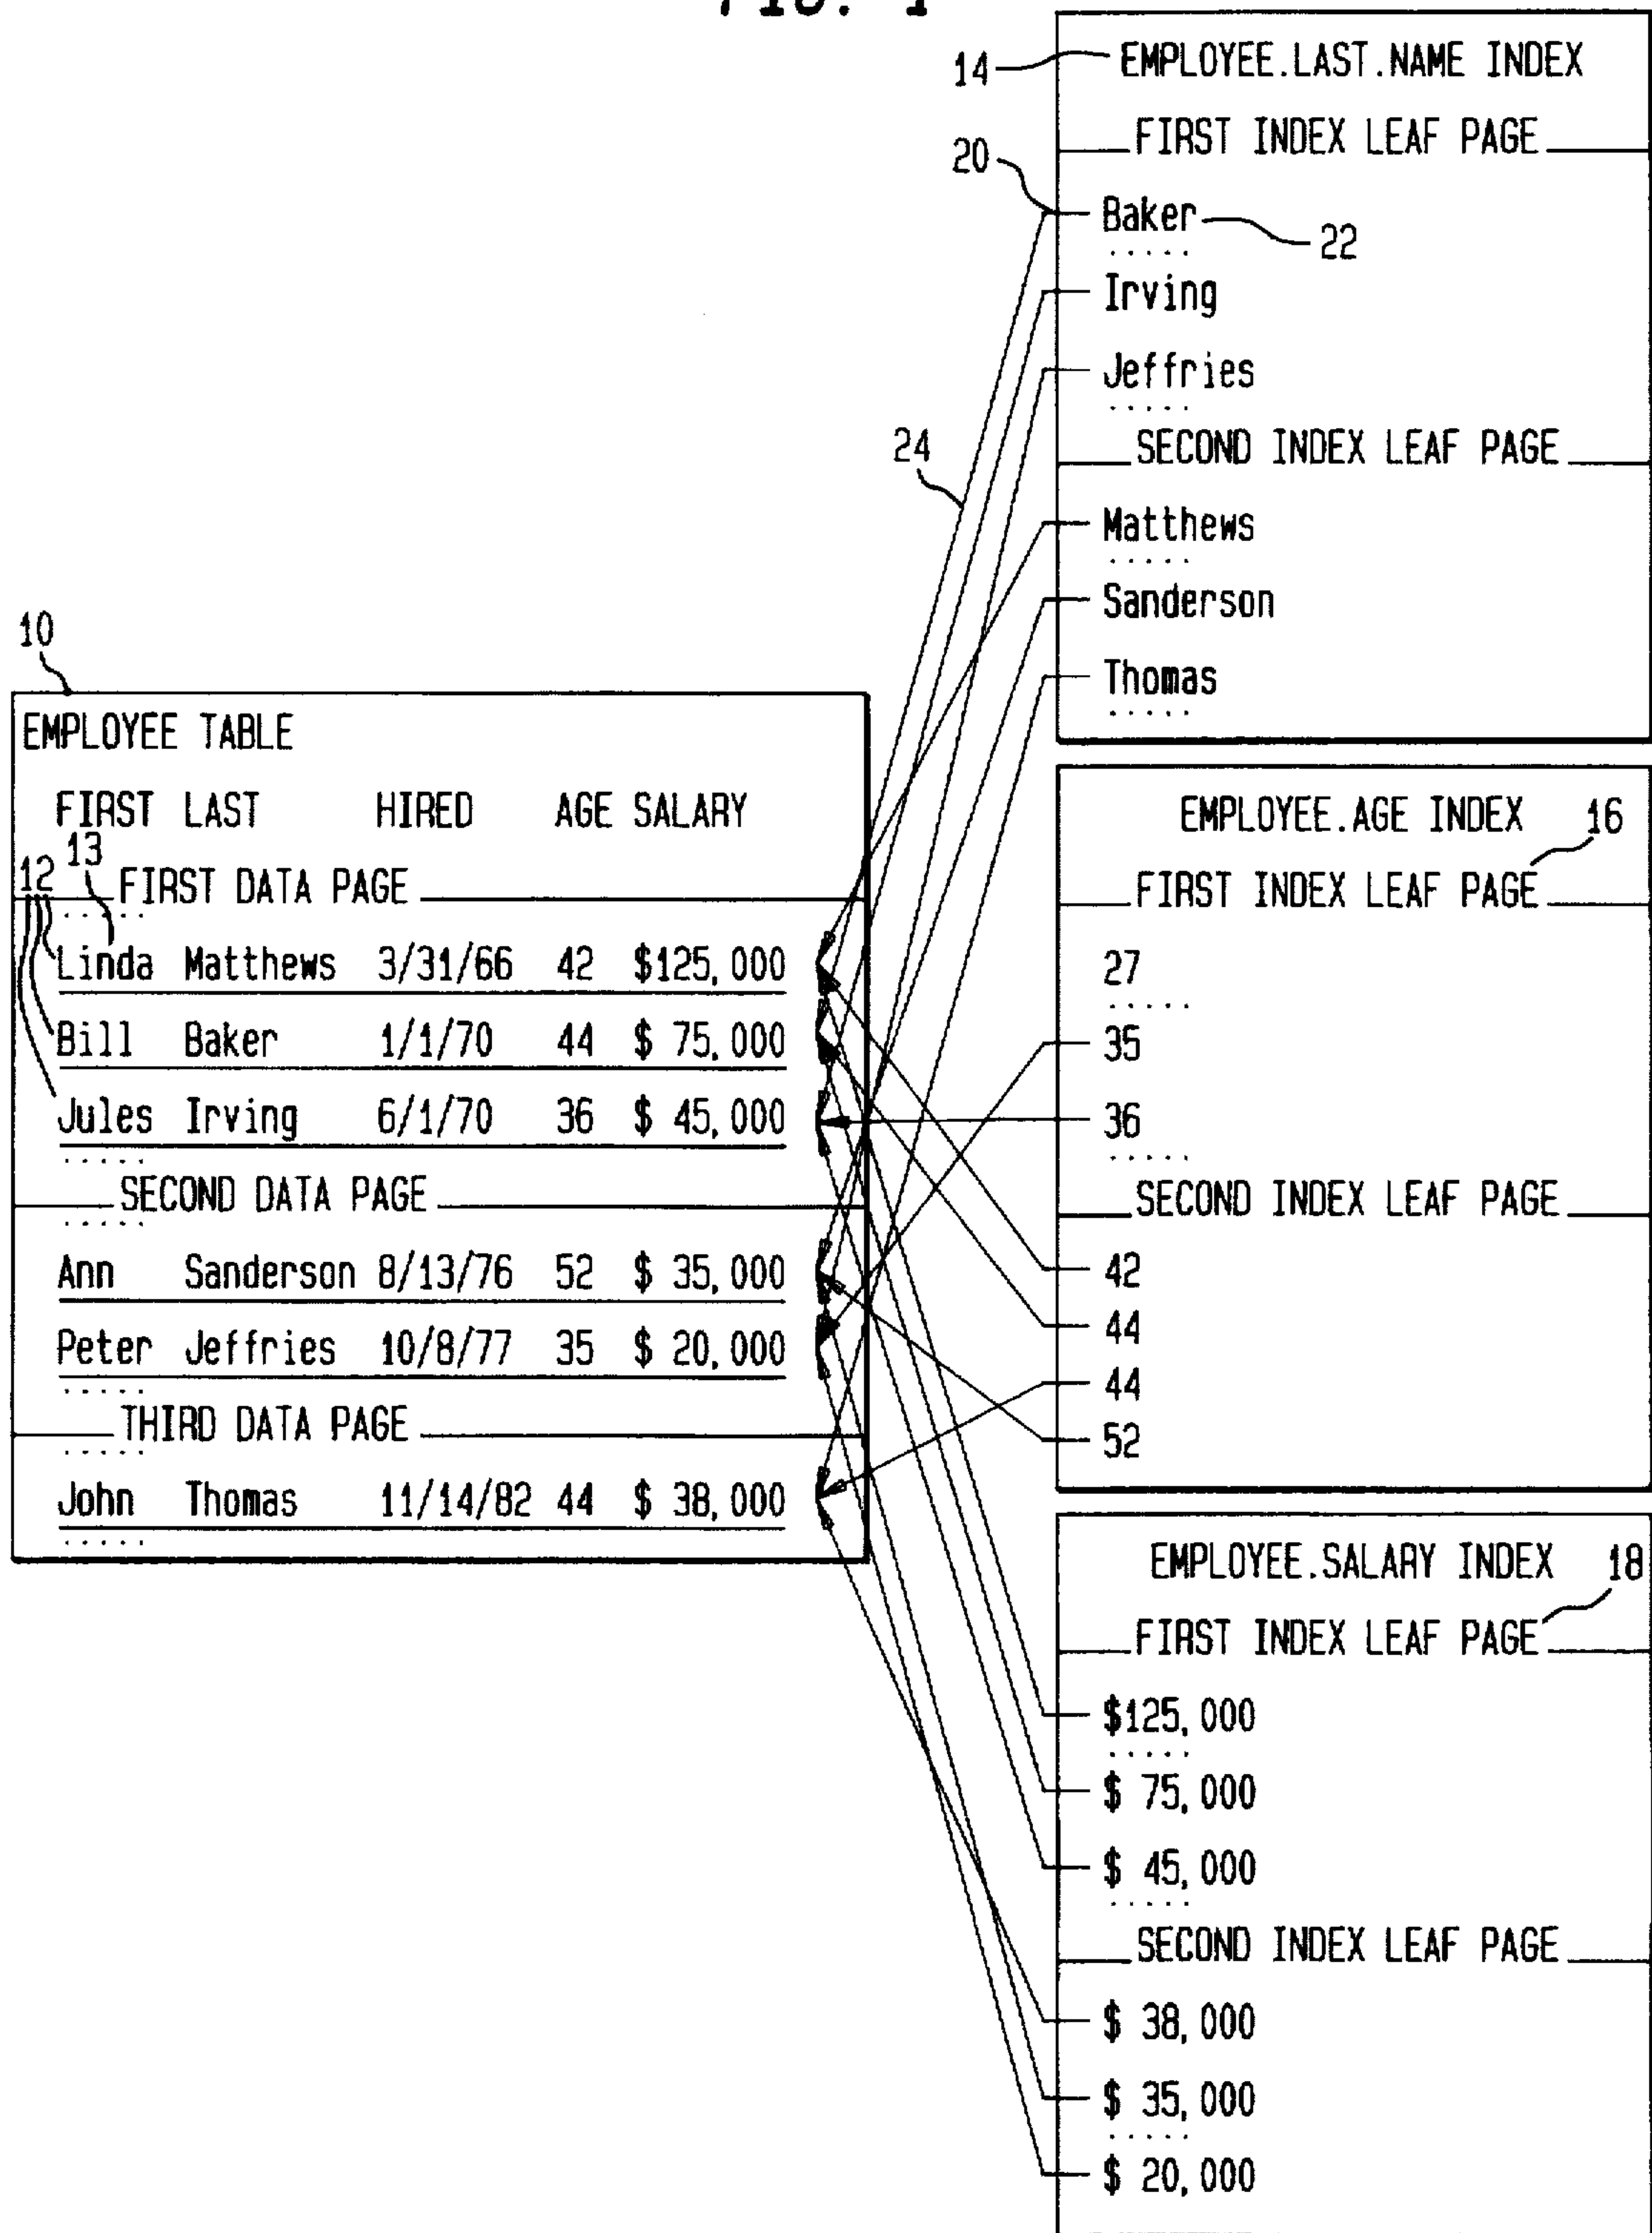 FIG. 1
14
EMPLOYEE.LAST.NAME INDEX
FIRST INDEX LEAF PAGE
20
Baker
22
.....
Irving
Jeffries
.....
24
SECOND INDEX LEAF PAGE
Matthews
.....
Sanderson
Thomas
.....
10
EMPLOYEE TABLE
FIRST LAST HIRED AGE SALARY
12 13
FIRST DATA PAGE
.....
Linda Matthews 3/31/66 42 $125,000
Bill Baker 1/1/70 44 $ 75,000
Jules Irving 6/1/70 36 $ 45,000
.....
SECOND DATA PAGE
.....
Ann Sanderson 8/13/76 52 $ 35,000
Peter Jeffries 10/8/77 35 $ 20,000
.....
THIRD DATA PAGE
.....
John Thomas 11/14/82 44 $ 38,000
.....
EMPLOYEE.AGE INDEX 16
FIRST INDEX LEAF PAGE
27
.....
35
36
.....
SECOND INDEX LEAF PAGE
42
44
44
52
EMPLOYEE.SALARY INDEX 18
FIRST INDEX LEAF PAGE
$125,000
.....
$ 75,000
$ 45,000
.....
SECOND INDEX LEAF PAGE
$ 38,000
$ 35,000
.....
$ 20,000